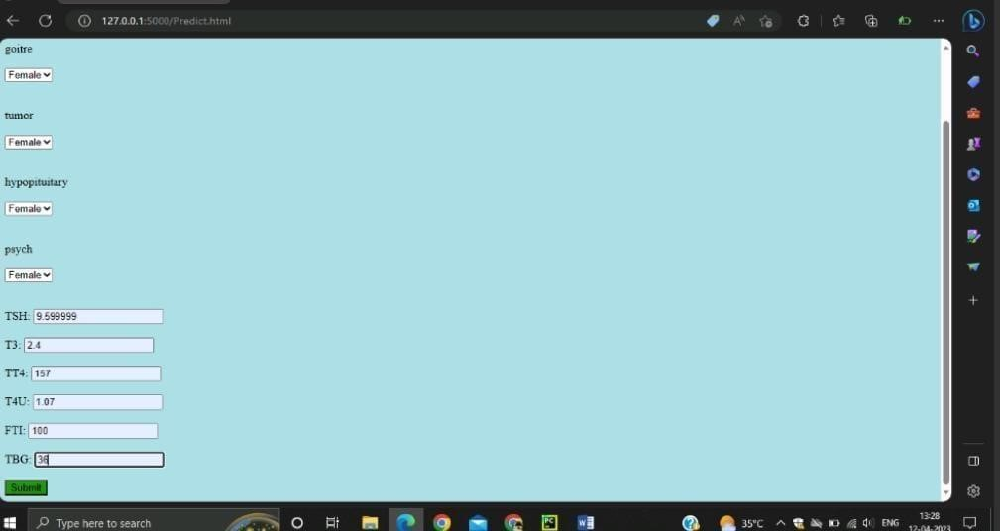 127.0.0.1:5000/Predict.html
goitre
Female
tumor
Female
hypopituitary
Female
psych
Female
TSH: 9.599999
T3: 2.4
TT4: 157
T4U: 1.07
FTI: 100
TBG: 36
Submit
Type here to search
35°C
ENG
13:28
12-04-2023